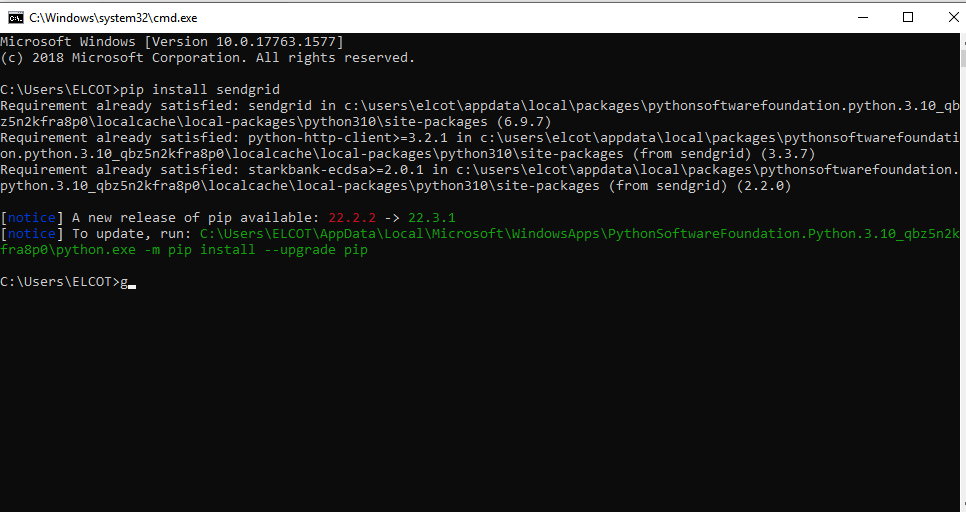 C:\Windows\system32\cmd.exe
Microsoft Windows [Version 10.0.17763.1577]
(c) 2018 Microsoft Corporation. All rights reserved.
C:\Users\ELCOT>pip install sendgrid
Requirement already satisfied: sendgrid in c:\users\elcot\appdata\local\packages\pythonsoftwarefoundation.python.3.10_qb
z5n2kfra8p0\localcache\local-packages\python310\site-packages (6.9.7)
Requirement already satisfied: python-http-client>=3.2.1 in c:\users\elcot\appdata\local\packages\pythonsoftwarefoundati
on.python.3.10_qbz5n2kfra8p0\localcache\local-packages\python310\site-packages (from sendgrid) (3.3.7)
Requirement already satisfied: starkbank-ecdsa>=2.0.1 in c:\users\elcot\appdata\local\packages\pythonsoftwarefoundation.
python.3.10_qbz5n2kfra8p0\localcache\local-packages\python310\site-packages (from sendgrid) (2.2.0)
[notice] A new release of pip available: 22.2.2 -> 22.3.1
[notice] To update, run: C:\Users\ELCOT\AppData\Local\Microsoft\WindowsApps\PythonSoftwareFoundation.Python.3.10_qbz5n2k
fra8p0\python.exe -m pip install --upgrade pip
C:\Users\ELCOT>g